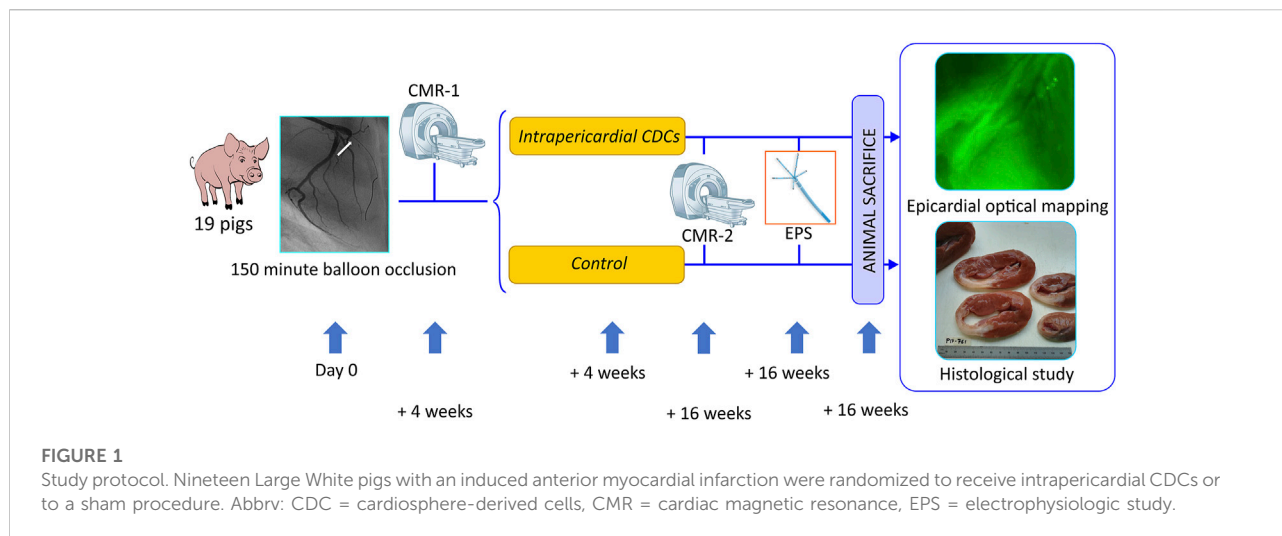 CMR-1
19 pigs
150 minute balloon occlusion
Intrapericardial CDCs
Control
CMR-2
EPS
ANIMAL SACRIFICE
Epicardial optical mapping
Histological study
Day 0
+ 4 weeks
+ 4 weeks
+ 16 weeks
+ 16 weeks
+ 16 weeks
FIGURE 1
Study protocol. Nineteen Large White pigs with an induced anterior myocardial infarction were randomized to receive intrapericardial CDCs or
to a sham procedure. Abbrv: CDC = cardiosphere-derived cells, CMR = cardiac magnetic resonance, EPS = electrophysiologic study.